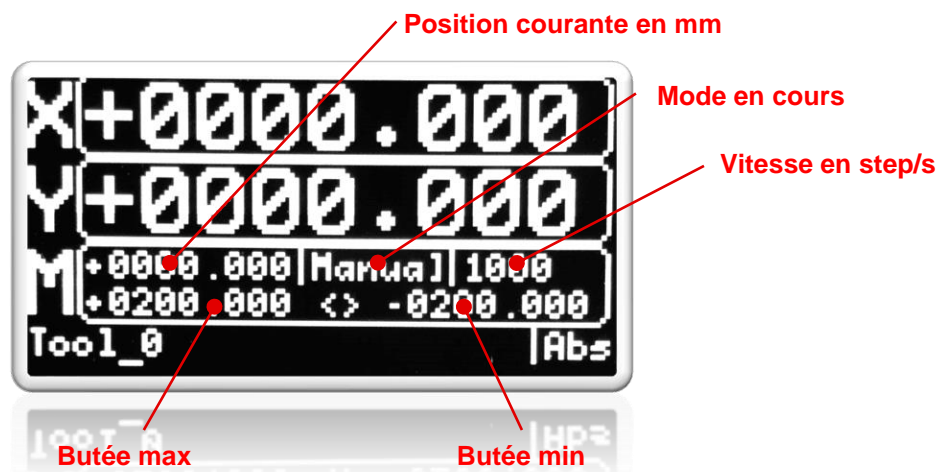 Position courante en mm
Mode en cours
Vitesse en step/s
X +0000.000
Y +0000.000
M +0000.000 Manual 1000
+0200.000 <> -0200.000
Tool_0 Abs
Butée max
Butée min